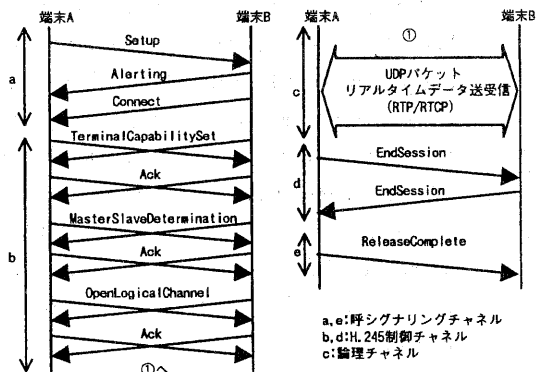 端末A 端末B
Setup
Alerting
Connect
a
TerminalCapabilitySet
Ack
MasterSlaveDetermination
Ack
b
OpenLogicalChannel
Ack
①へ
端末A 端末B
①
UDPパケット
リアルタイムデータ送受信
(RTP/RTCP)
c
EndSession
d
EndSession
ReleaseComplete
e
a,e:呼シグナリングチャネル
b,d:H.245制御チャネル
c:論理チャネル